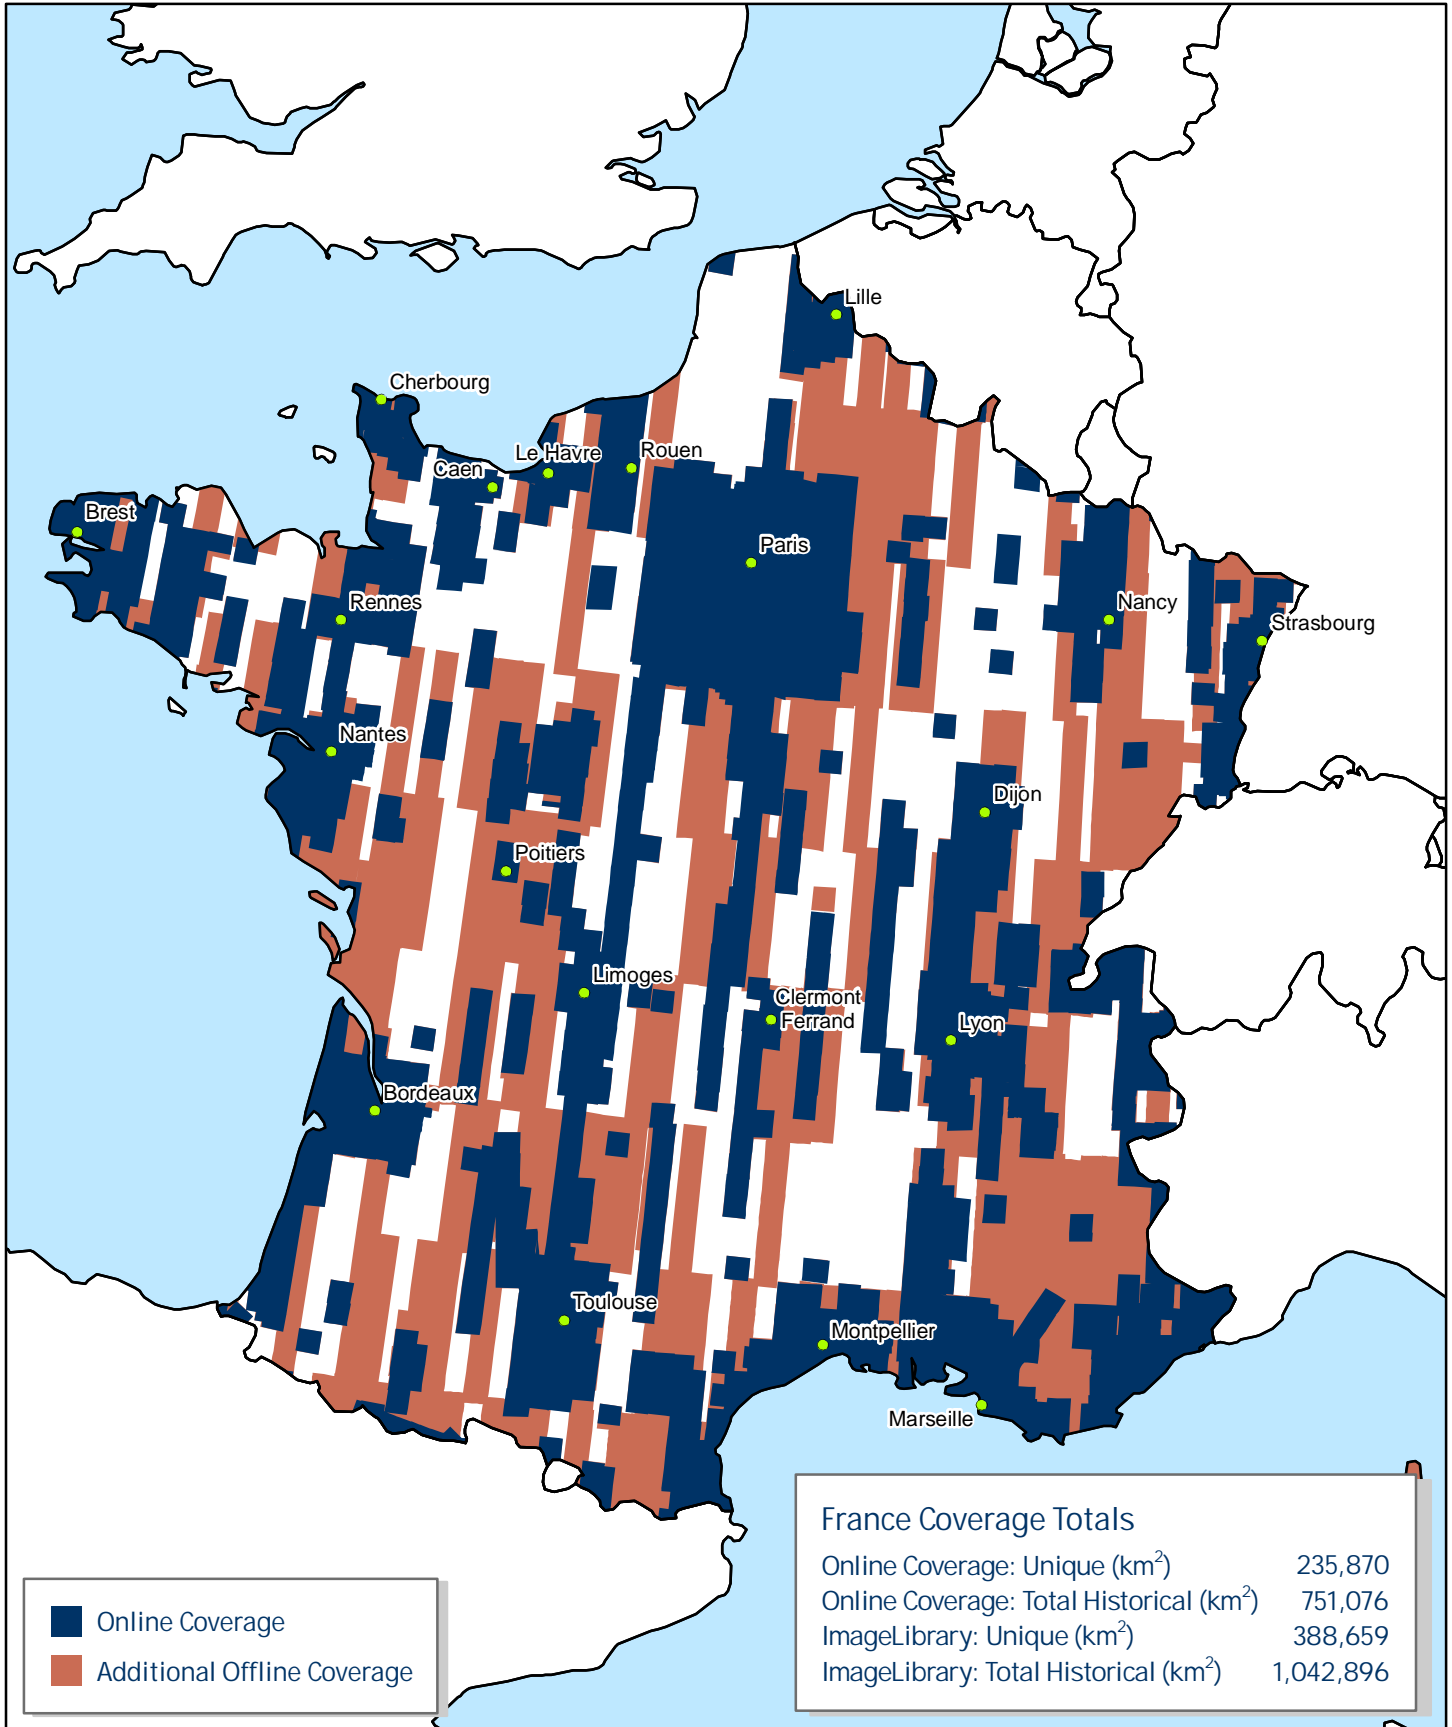 Lille
Cherbourg
Le Havre
Rouen
Caen
Brest
Paris
Rennes
Nancy
Strasbourg
Nantes
Dijon
Poitiers
Limoges
Clermont
Ferrand
Lyon
Bordeaux
Toulouse
Montpellier
Marseille
France Coverage Totals
Online Coverage: Unique (km²) 235,870
Online Coverage: Total Historical (km²) 751,076
ImageLibrary: Unique (km²) 388,659
ImageLibrary: Total Historical (km²) 1,042,896
Online Coverage
Additional Offline Coverage